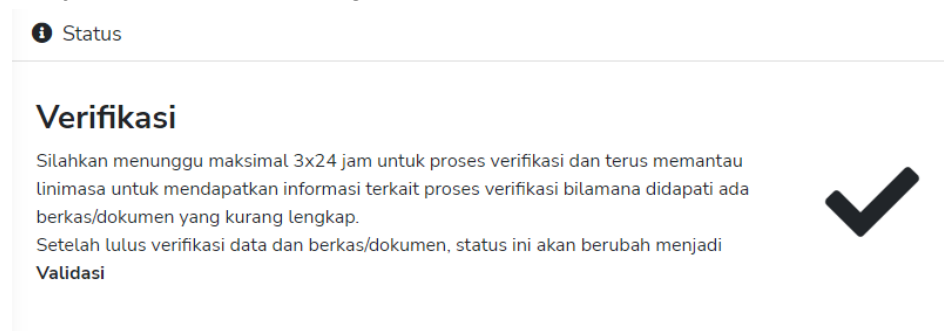 Status
Verifikasi
Silahkan menunggu maksimal 3x24 jam untuk proses verifikasi dan terus memantau
linimasa untuk mendapatkan informasi terkait proses verifikasi bilamana didapati ada
berkas/dokumen yang kurang lengkap.
Setelah lulus verifikasi data dan berkas/dokumen, status ini akan berubah menjadi
Validasi